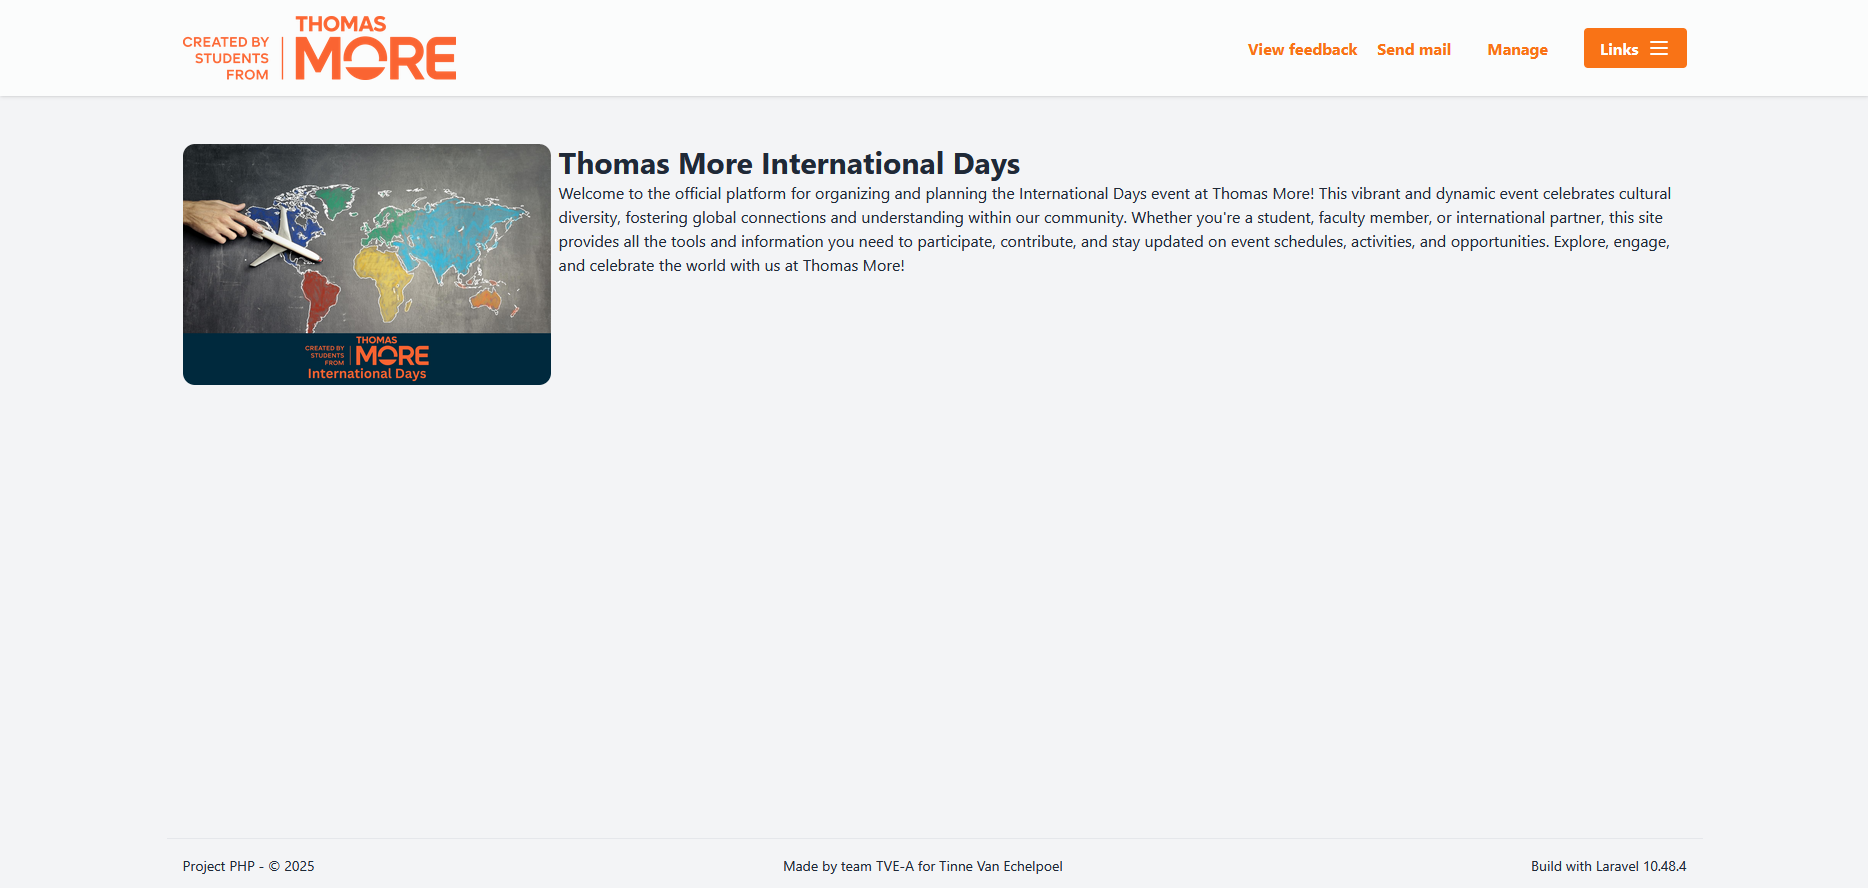 CREATED BY
STUDENTS
FROM
THOMAS
MORE
View feedback
Send mail
Manage
Links
Thomas More International Days
Welcome to the official platform for organizing and planning the International Days event at Thomas More! This vibrant and dynamic event celebrates cultural
diversity, fostering global connections and understanding within our community. Whether you're a student, faculty member, or international partner, this site
provides all the tools and information you need to participate, contribute, and stay updated on event schedules, activities, and opportunities. Explore, engage,
and celebrate the world with us at Thomas More!
CREATED BY
STUDENTS
FROM
THOMAS
MORE
International Days
Project PHP - © 2025
Made by team TVE-A for Tinne Van Echelpoel
Build with Laravel 10.48.4